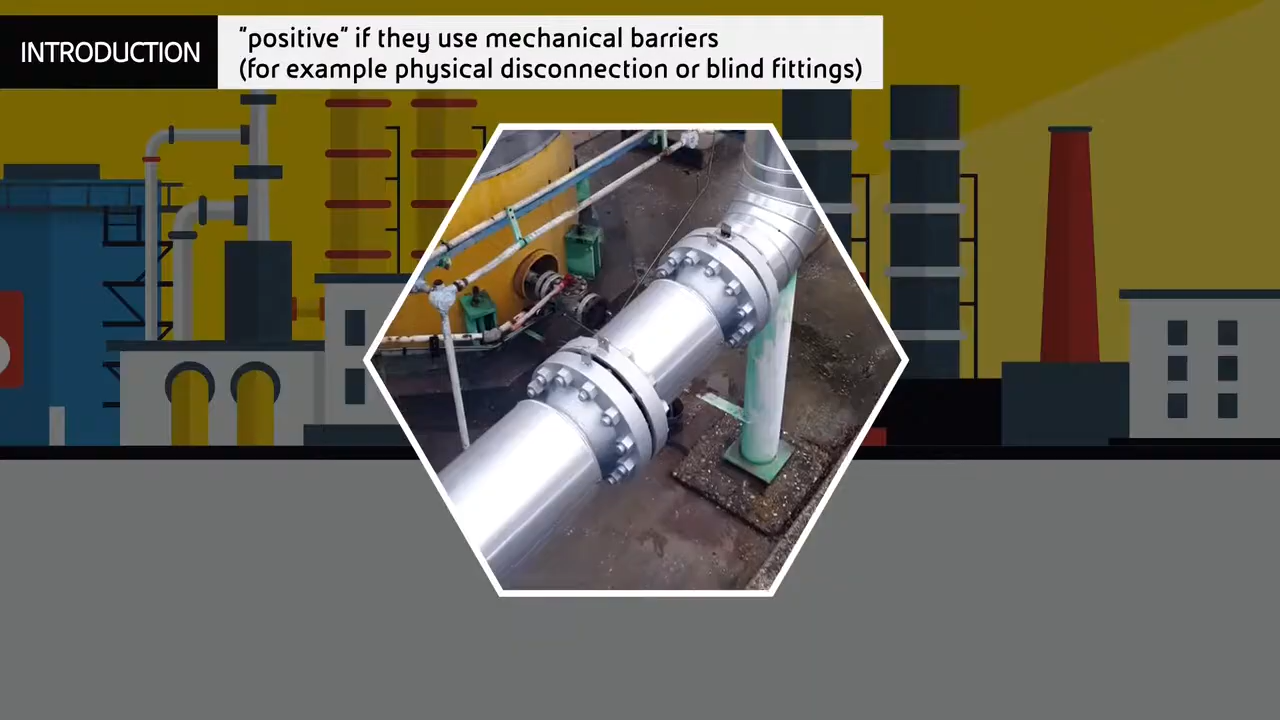 INTRODUCTION
"positive" if they use mechanical barriers
(for example physical disconnection or blind fittings)